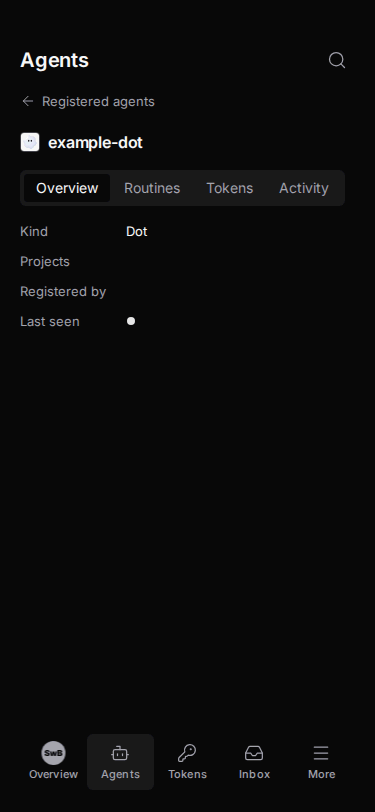 Agents
Registered agents
example-dot
Overview Routines Tokens Activity
Kind Dot
Projects
Registered by
Last seen
SwB
Overview Agents Tokens Inbox More